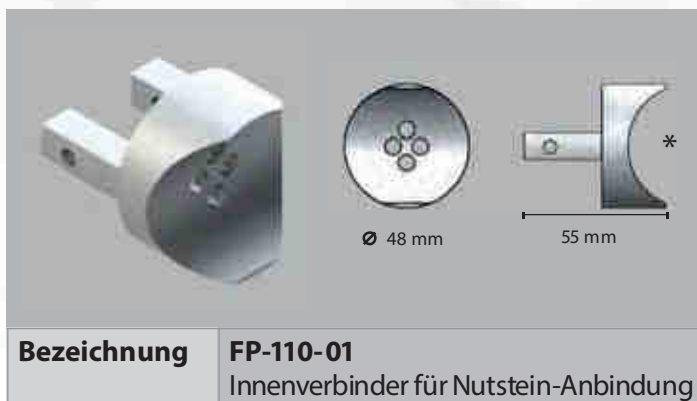 *
Ø 48 mm
55 mm
Bezeichnung
FP-110-01
Innenverbinder für Nutstein-Anbindung